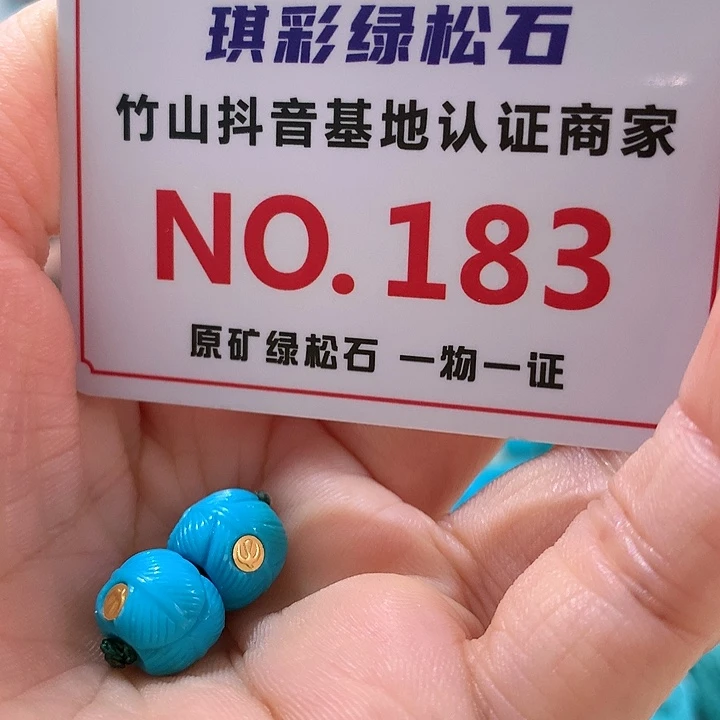 琪彩绿松石
竹山抖音基地认证商家
NO.183
原矿绿松石 一物一证